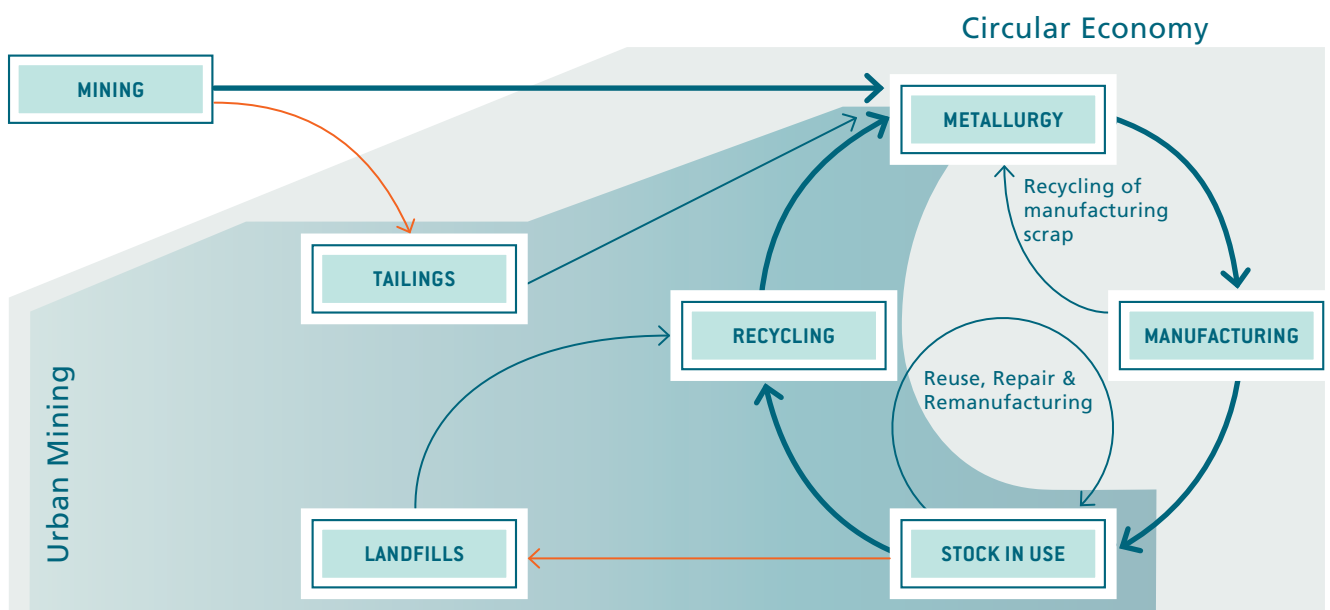 Circular Economy
MINING
METALLURGY
Recycling of
manufacturing
scrap
TAILINGS
RECYCLING
MANUFACTURING
Reuse, Repair &
Remanufacturing
Urban Mining
LANDFILLS
STOCK IN USE